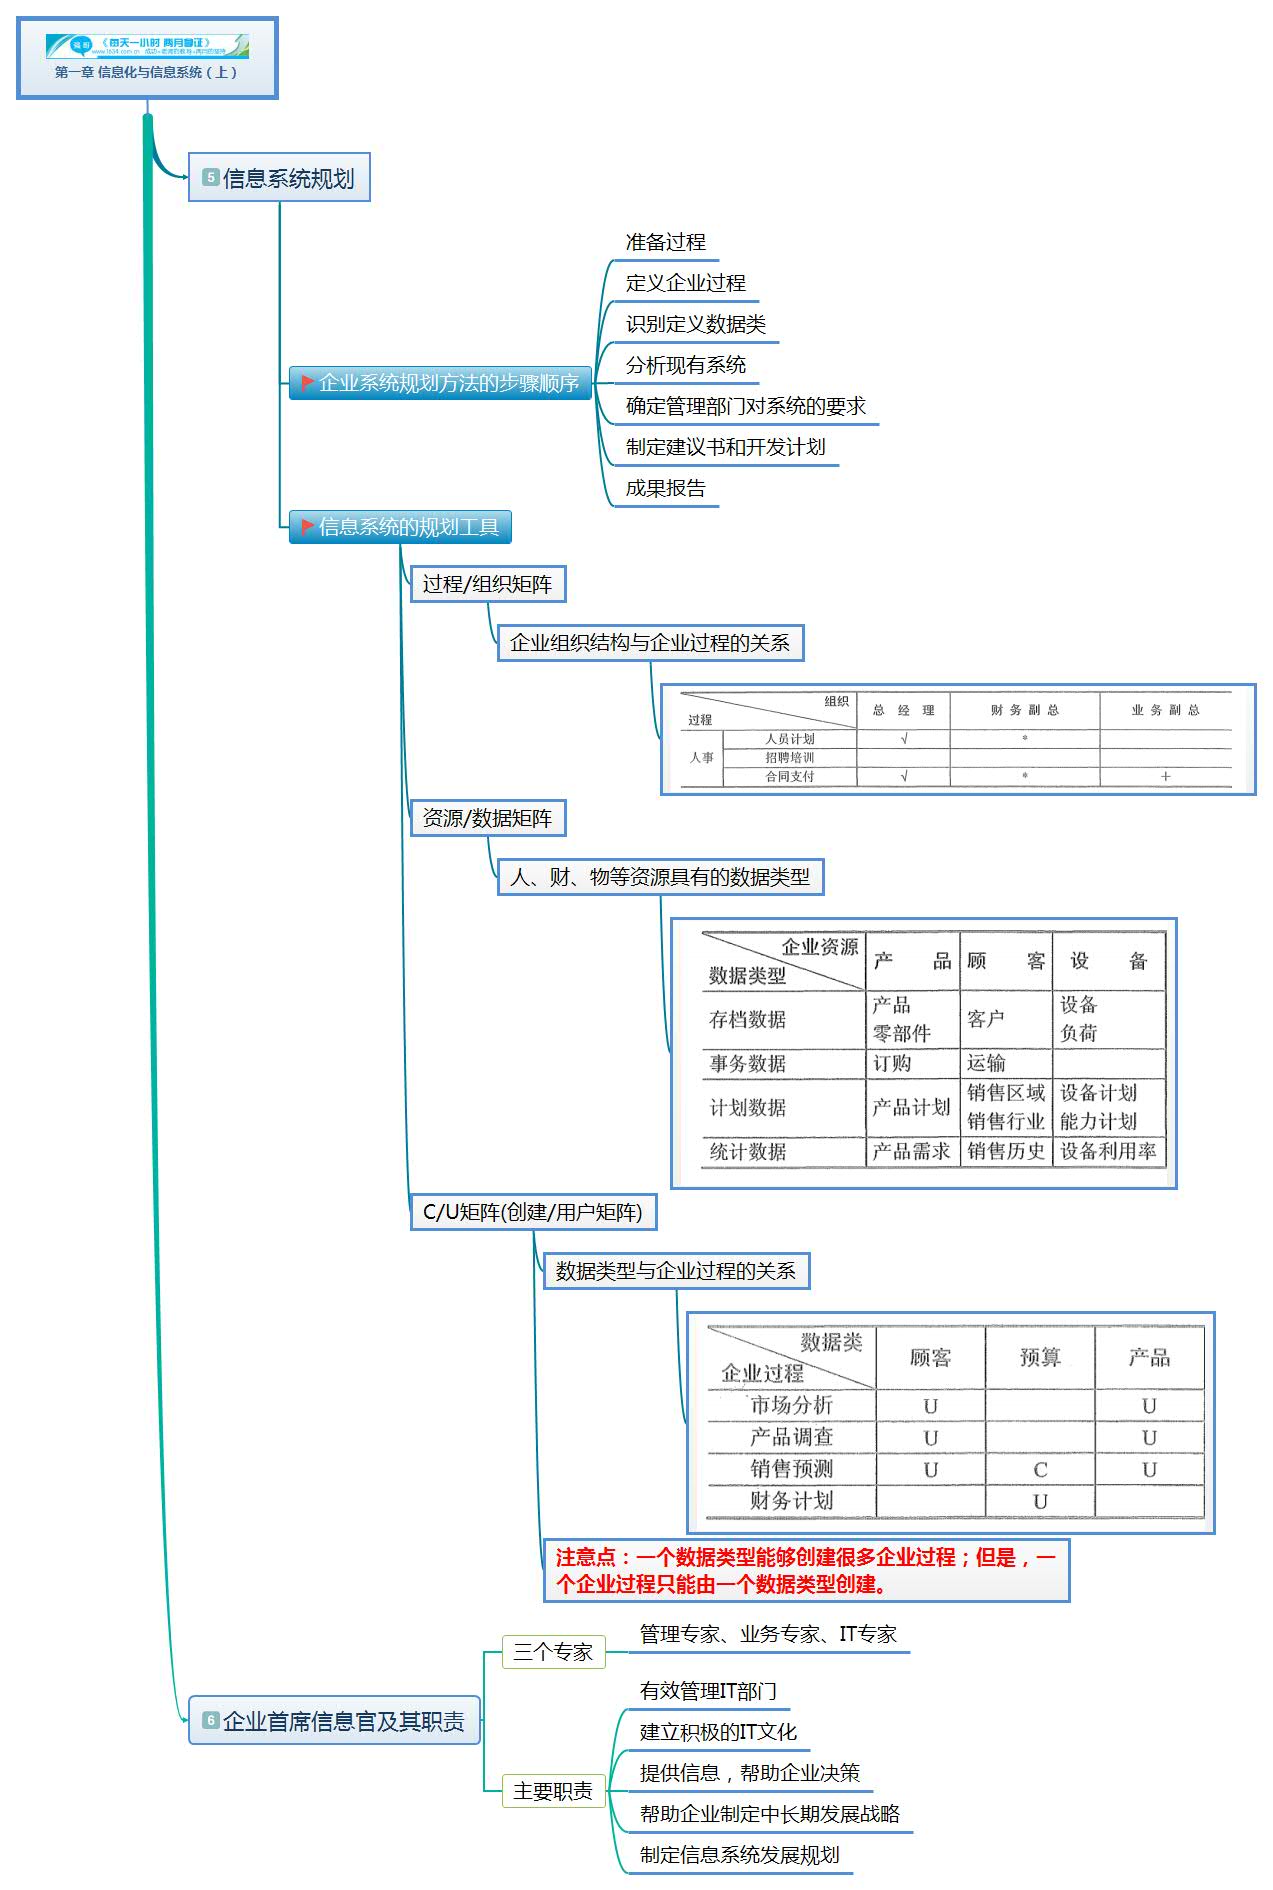 《每天一小时 两月拿证》
第一章 信息化与信息系统（上）
5 信息系统规划
企业系统规划方法的步骤顺序
准备过程
定义企业过程
识别定义数据类
分析现有系统
确定管理部门对系统的要求
制定建议书和开发计划
成果报告
信息系统的规划工具
过程/组织矩阵
企业组织结构与企业过程的关系
组织
过程
总 经 理 财 务 副 总 业 务 副 总
人事
人员计划 √ *
招聘培训
合同支付 √ * +
资源/数据矩阵
人、财、物等资源具有的数据类型
企业资源
数据类型
产 品 顾 客 设 备
存档数据
产品
零部件
客户
设备
负荷
事务数据 订购 运输
计划数据
产品计划
销售区域
销售行业
设备计划
能力计划
统计数据 产品需求 销售历史 设备利用率
C/U矩阵(创建/用户矩阵)
数据类型与企业过程的关系
数据类
企业过程
顾客 预算 产品
市场分析 U U
产品调查 U U
销售预测 U C U
财务计划 U
注意点：一个数据类型能够创建很多企业过程；但是，一
个企业过程只能由一个数据类型创建。
6 企业首席信息官及其职责
三个专家
管理专家、业务专家、IT专家
主要职责
有效管理IT部门
建立积极的IT文化
提供信息，帮助企业决策
帮助企业制定中长期发展战略
制定信息系统发展规划